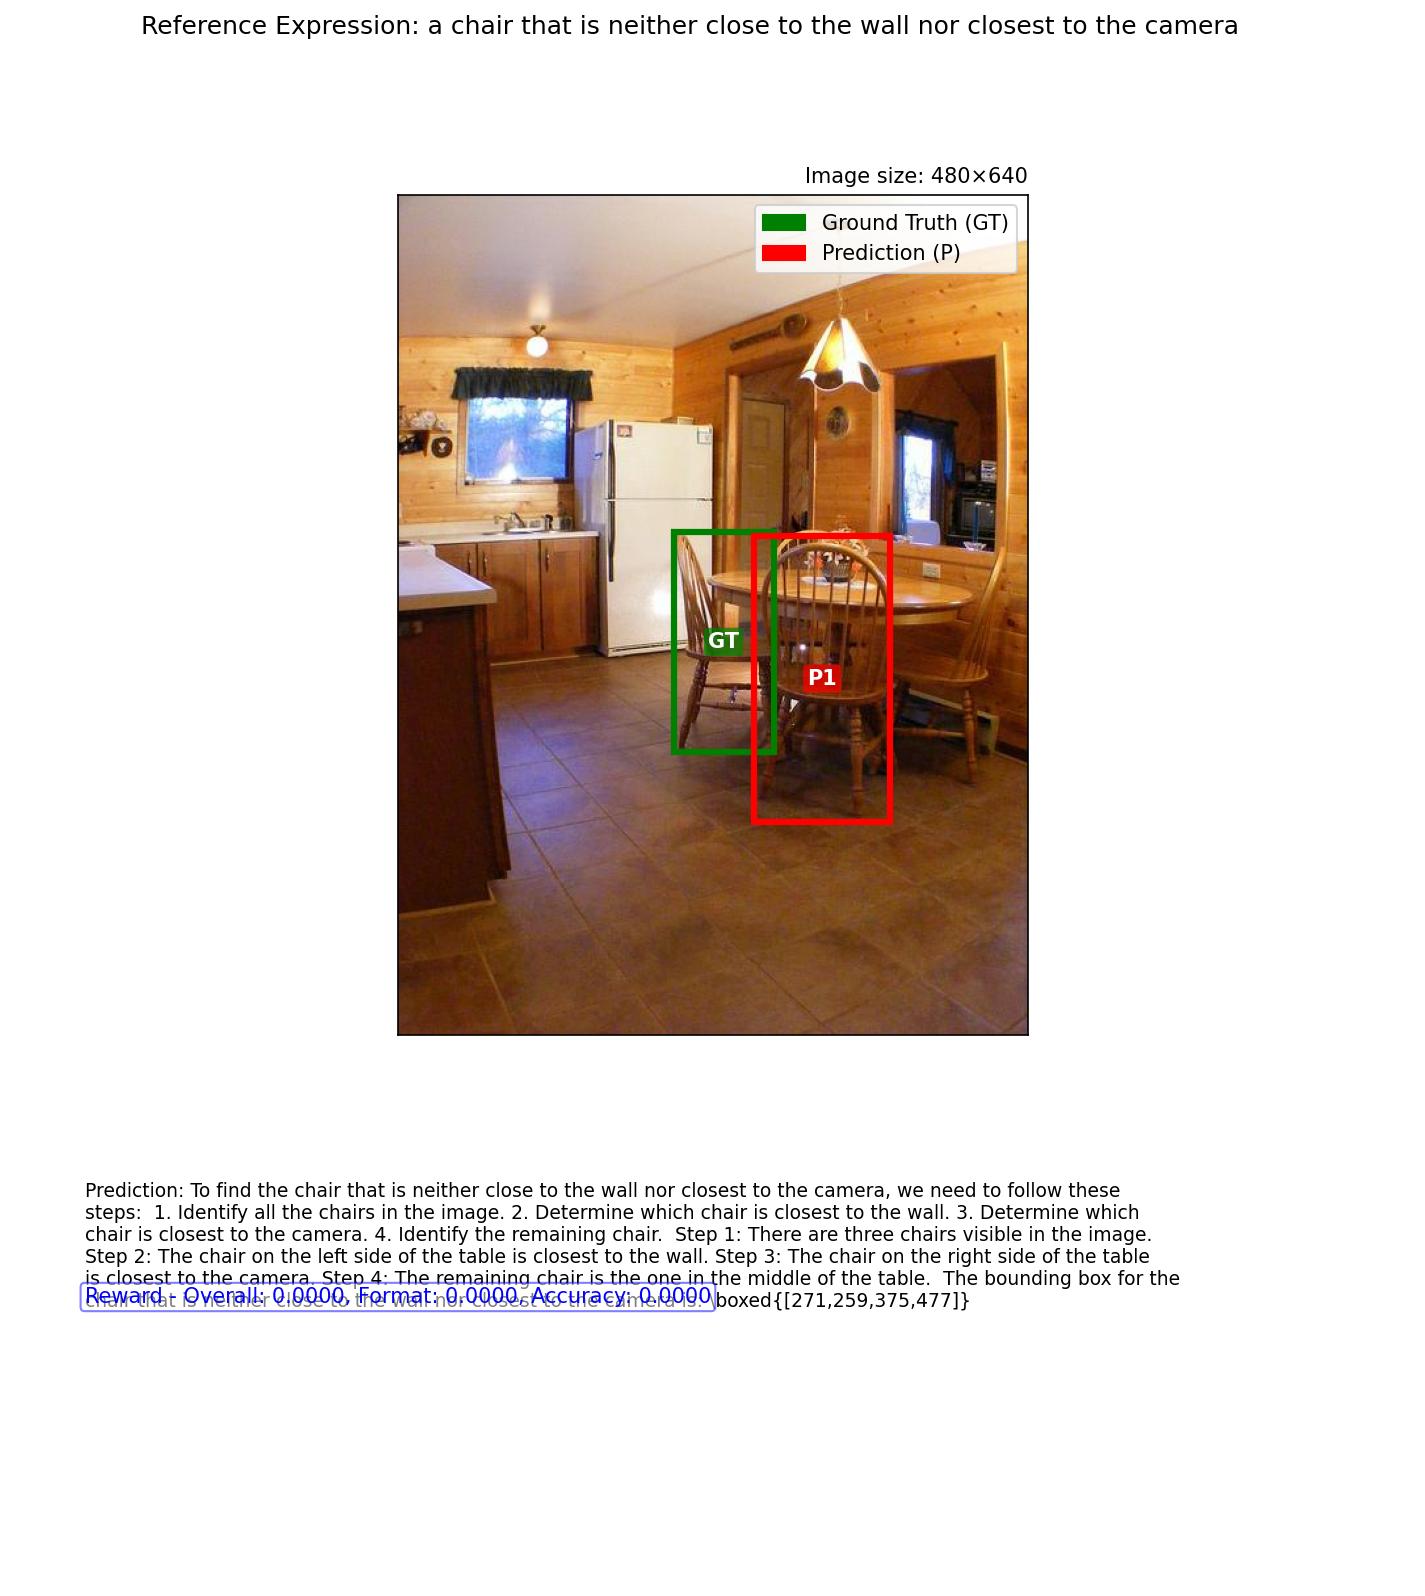 Reference Expression: a chair that is neither close to the wall nor closest to the camera
Image size: 480×640
Ground Truth (GT)
Prediction (P)
GT
P1
Prediction: To find the chair that is neither close to the wall nor closest to the camera, we need to follow these
steps:  1. Identify all the chairs in the image. 2. Determine which chair is closest to the wall. 3. Determine which
chair is closest to the camera. 4. Identify the remaining chair.  Step 1: There are three chairs visible in the image.
Step 2: The chair on the left side of the table is closest to the wall. Step 3: The chair on the right side of the table
is closest to the camera. Step 4: The remaining chair is the one in the middle of the table.  The bounding box for the
chair that is neither close to the wall nor closest to the camera is: \boxed{[271,259,375,477]}
Reward - Overall: 0.0000, Format: 0.0000, Accuracy: 0.0000